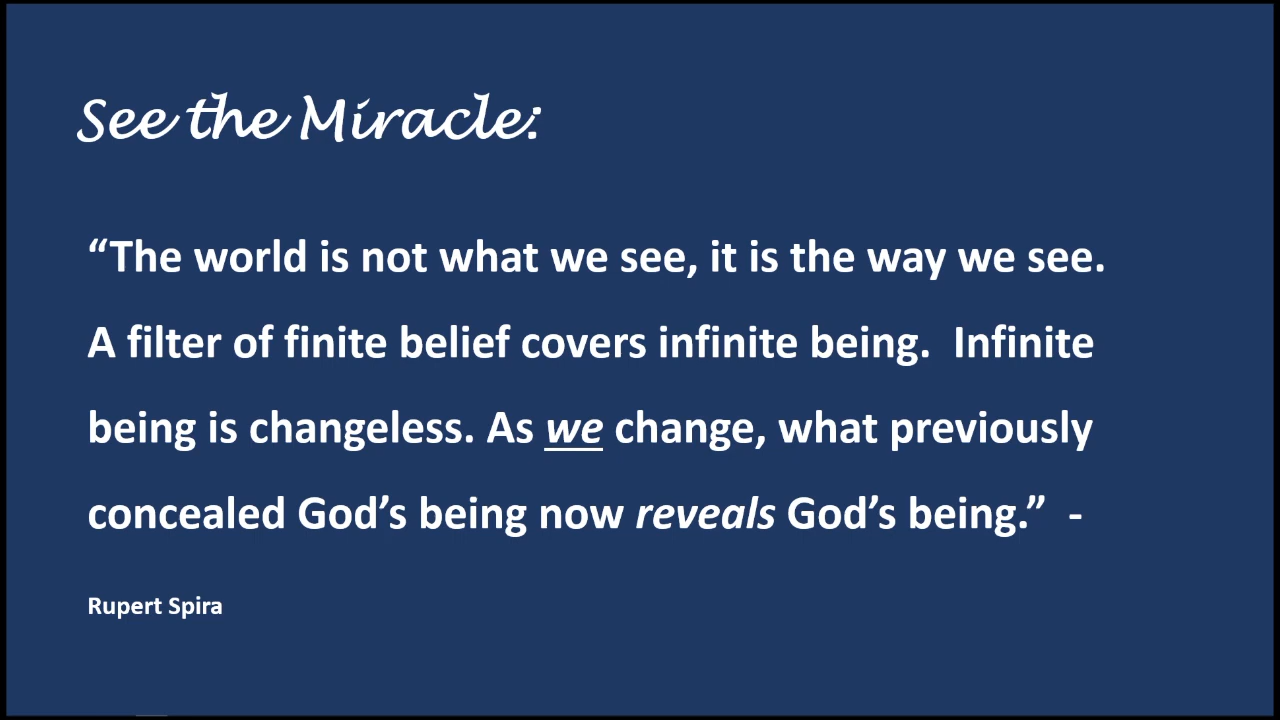 See the Miracle:
“The world is not what we see, it is the way we see.
A filter of finite belief covers infinite being.  Infinite
being is changeless. As we change, what previously
concealed God’s being now reveals God’s being.”  -
Rupert Spira